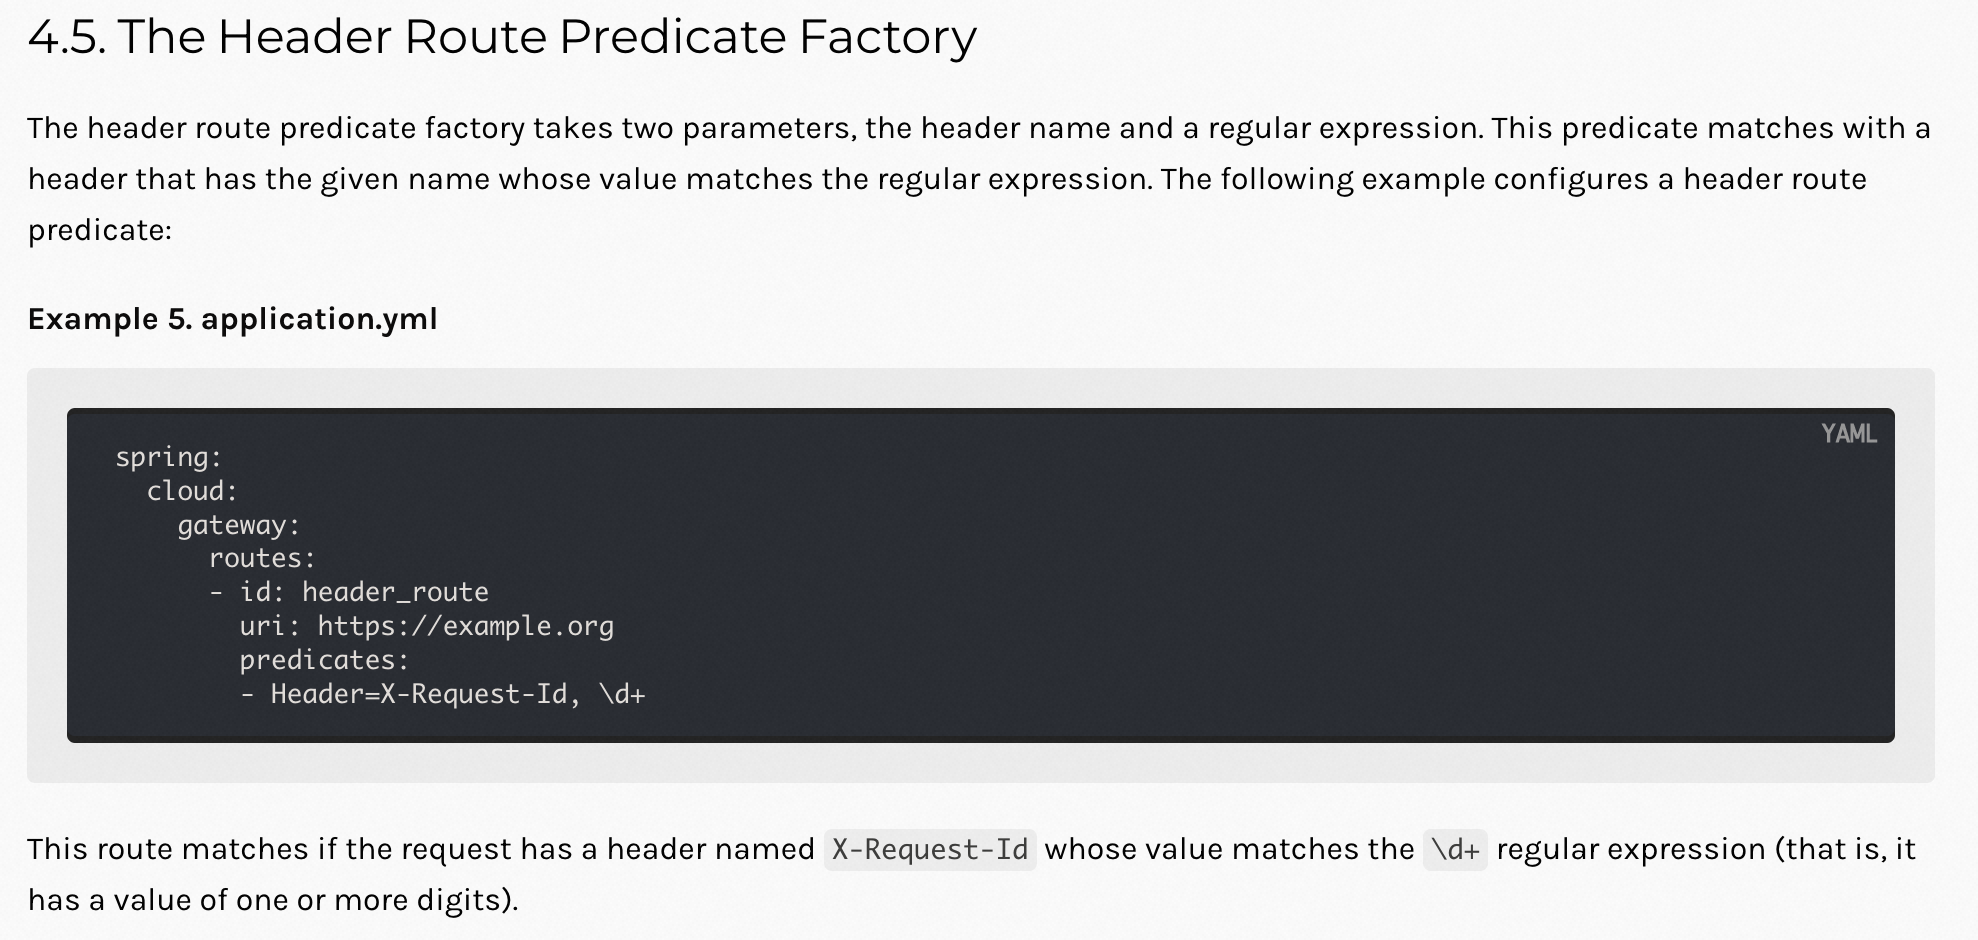 4.5. The Header Route Predicate Factory
The header route predicate factory takes two parameters, the header name and a regular expression. This predicate matches with a
header that has the given name whose value matches the regular expression. The following example configures a header route
predicate:
Example 5. application.yml
YAML
spring:
  cloud:
    gateway:
      routes:
      - id: header_route
        uri: https://example.org
        predicates:
        - Header=X-Request-Id, \d+
This route matches if the request has a header named X-Request-Id whose value matches the \d+ regular expression (that is, it
has a value of one or more digits).